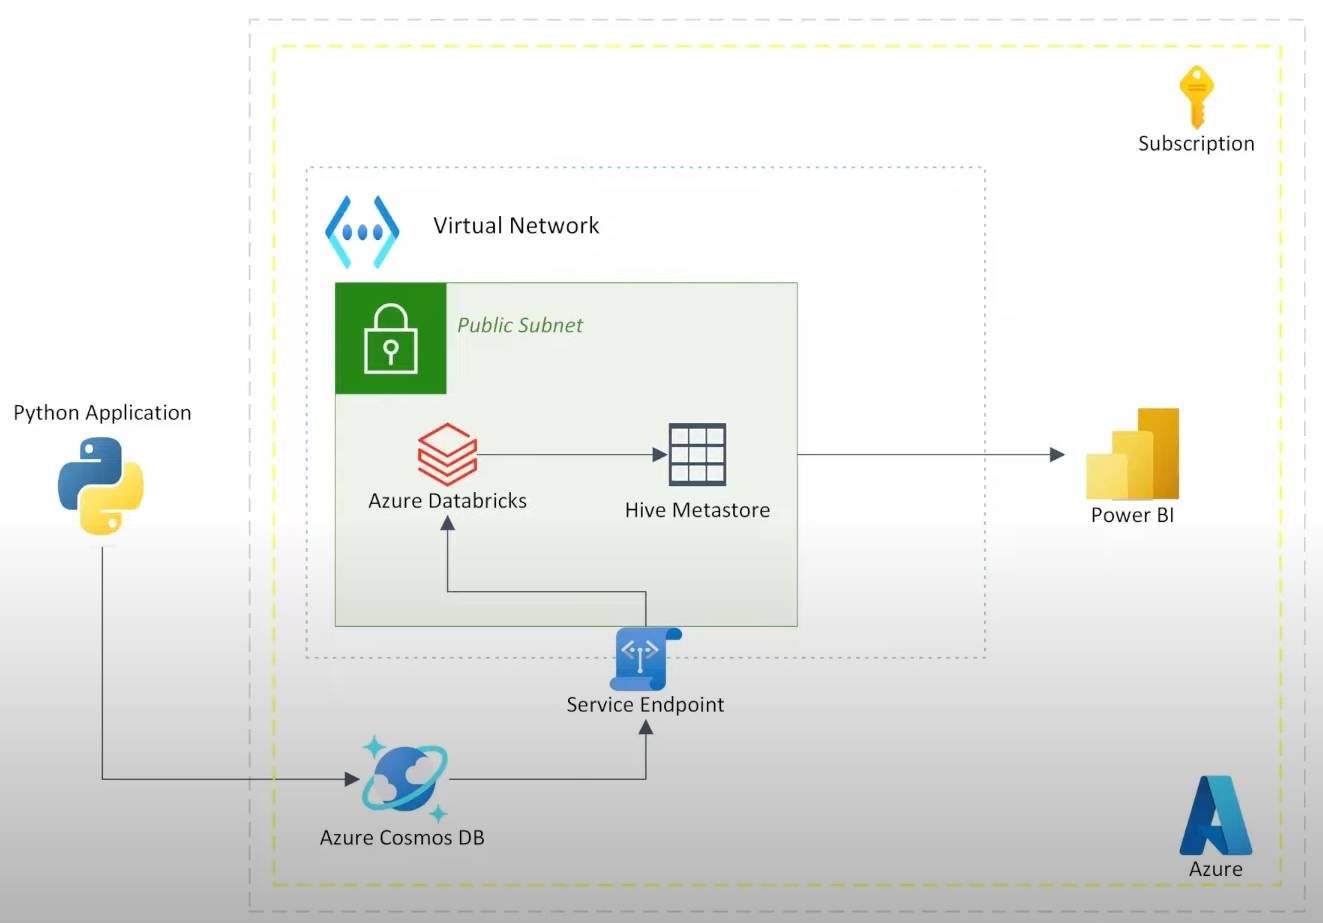 Subscription
Virtual Network
Public Subnet
Python Application
Azure Databricks
Hive Metastore
Power BI
Service Endpoint
Azure Cosmos DB
Azure